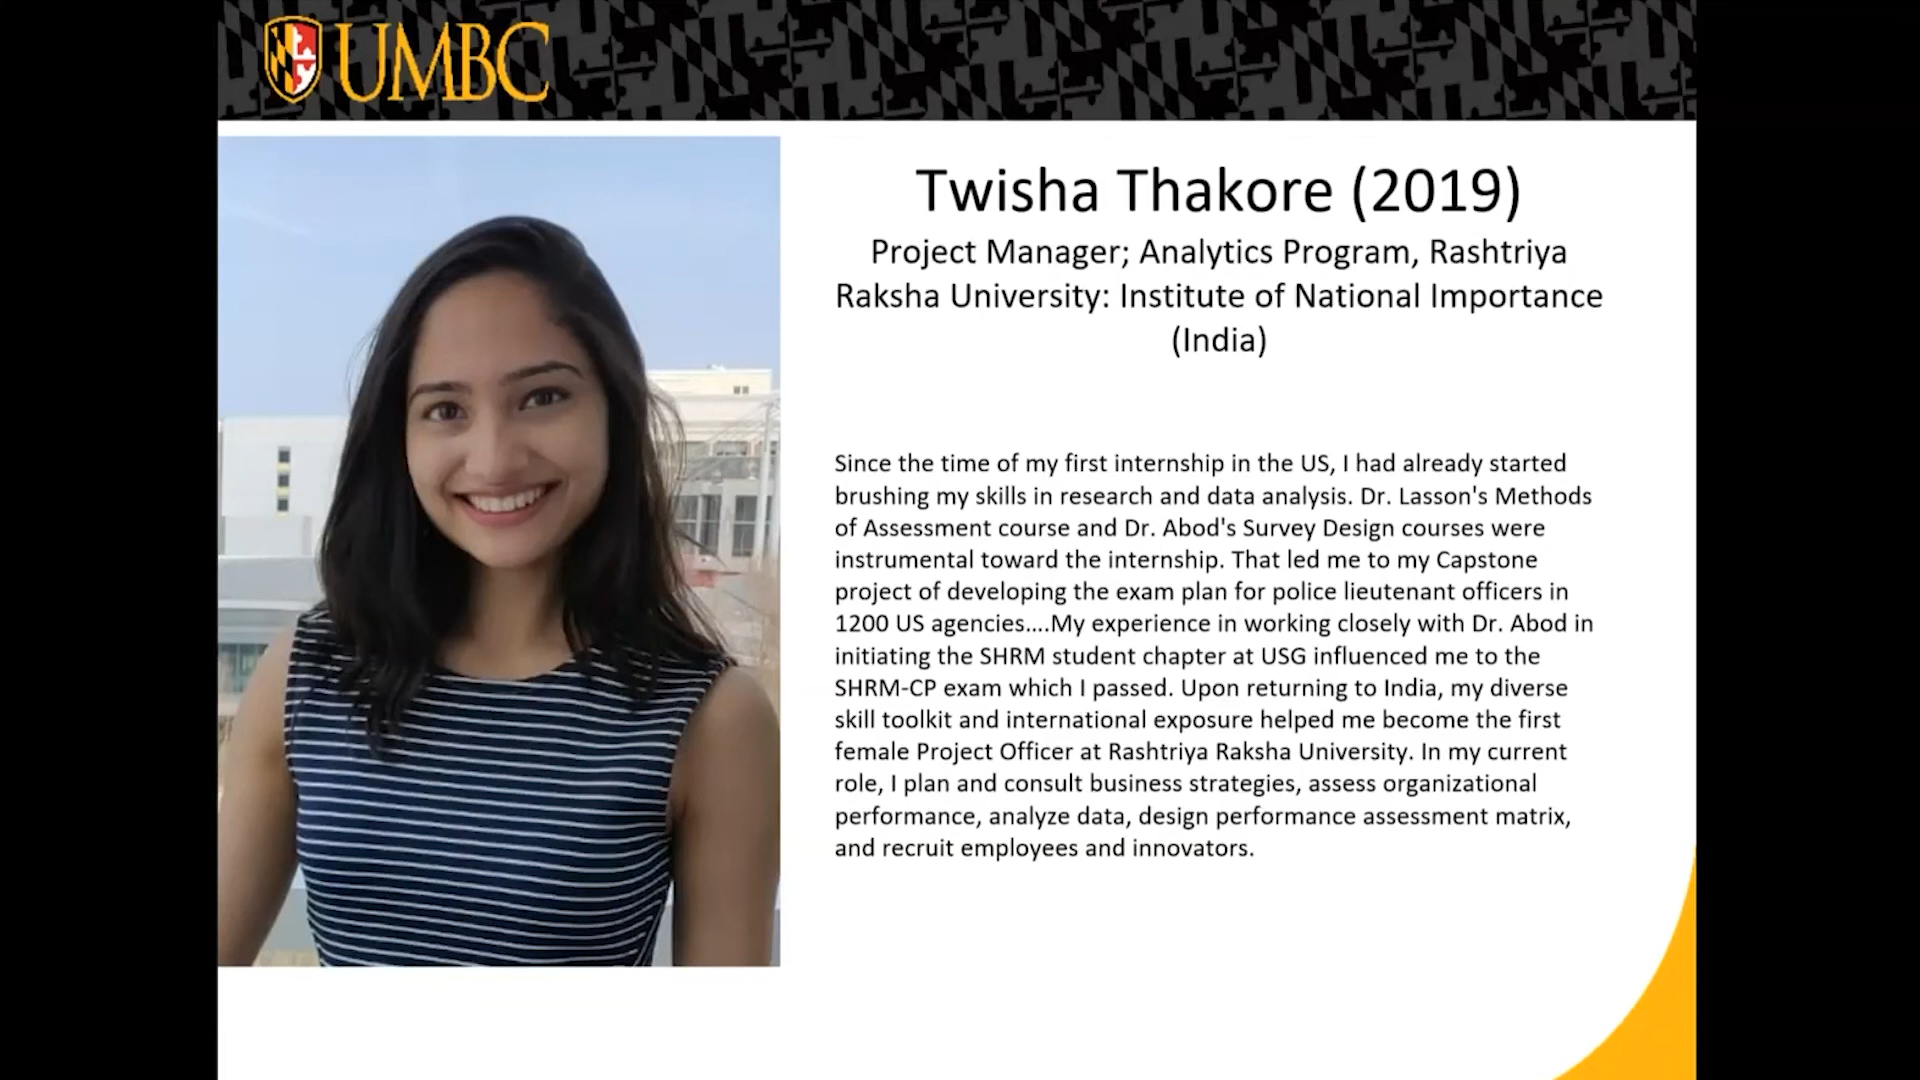 UMBC
Twisha Thakore (2019)
Project Manager; Analytics Program, Rashtriya
Raksha University: Institute of National Importance
(India)
Since the time of my first internship in the US, I had already started
brushing my skills in research and data analysis. Dr. Lasson's Methods
of Assessment course and Dr. Abod's Survey Design courses were
instrumental toward the internship. That led me to my Capstone
project of developing the exam plan for police lieutenant officers in
1200 US agencies....My experience in working closely with Dr. Abod in
initiating the SHRM student chapter at USG influenced me to the
SHRM-CP exam which I passed. Upon returning to India, my diverse
skill toolkit and international exposure helped me become the first
female Project Officer at Rashtriya Raksha University. In my current
role, I plan and consult business strategies, assess organizational
performance, analyze data, design performance assessment matrix,
and recruit employees and innovators.